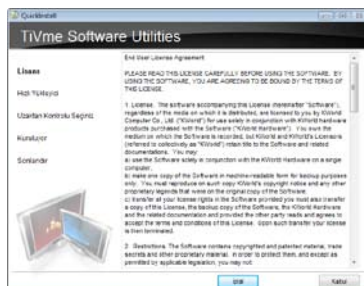 QuickInstall
TiVme Software Utilities
Lisans
Hızlı Yükleyici
Uzaktan Kontrolu Seçiniz
Kuruluyor
Sonlandır
End User License Agreement
PLEASE READ THIS LICENSE CAREFULLY BEFORE USING THE SOFTWARE. BY
USING THE SOFTWARE, YOU ARE AGREEING TO BE BOUND BY THE TERMS OF
THIS LICENSE.
1. License. The software accompanying this License (hereinafter "Software"),
regardless of the media on which it is distributed, are licensed to you by KWorld
Computer Co., Ltd. ("KWorld") for use solely in conjunction with KWorld hardware
products purchased with the Software ("KWorld Hardware"). You own the
medium on which the Software is recorded, but KWorld and KWorld's Licensors
(referred to collectively as "KWorld") retain title to the Software and related
documentations. You may:
a) use the Software solely in conjunction with the KWorld Hardware on a single
computer;
b) make one copy of the Software in machine-readable form for backup purposes
only. You must reproduce on such copy KWorld's copyright notice and any other
proprietary legends that were on the original copy of the Software;
c) transfer all your license rights in the Software provided you must also transfer
a copy of this License, the backup copy of the Software, the KWorld Hardware
and the related documentation and provided the other party reads and agrees to
accept the terms and conditions of this License. Upon such transfer your license
is then terminated.
2. Restrictions. The Software contains copyrighted and patented material, trade
secrets and other proprietary material. In order to protect them, and except as
permitted by applicable legislation, you may not:
İptal
Kabul